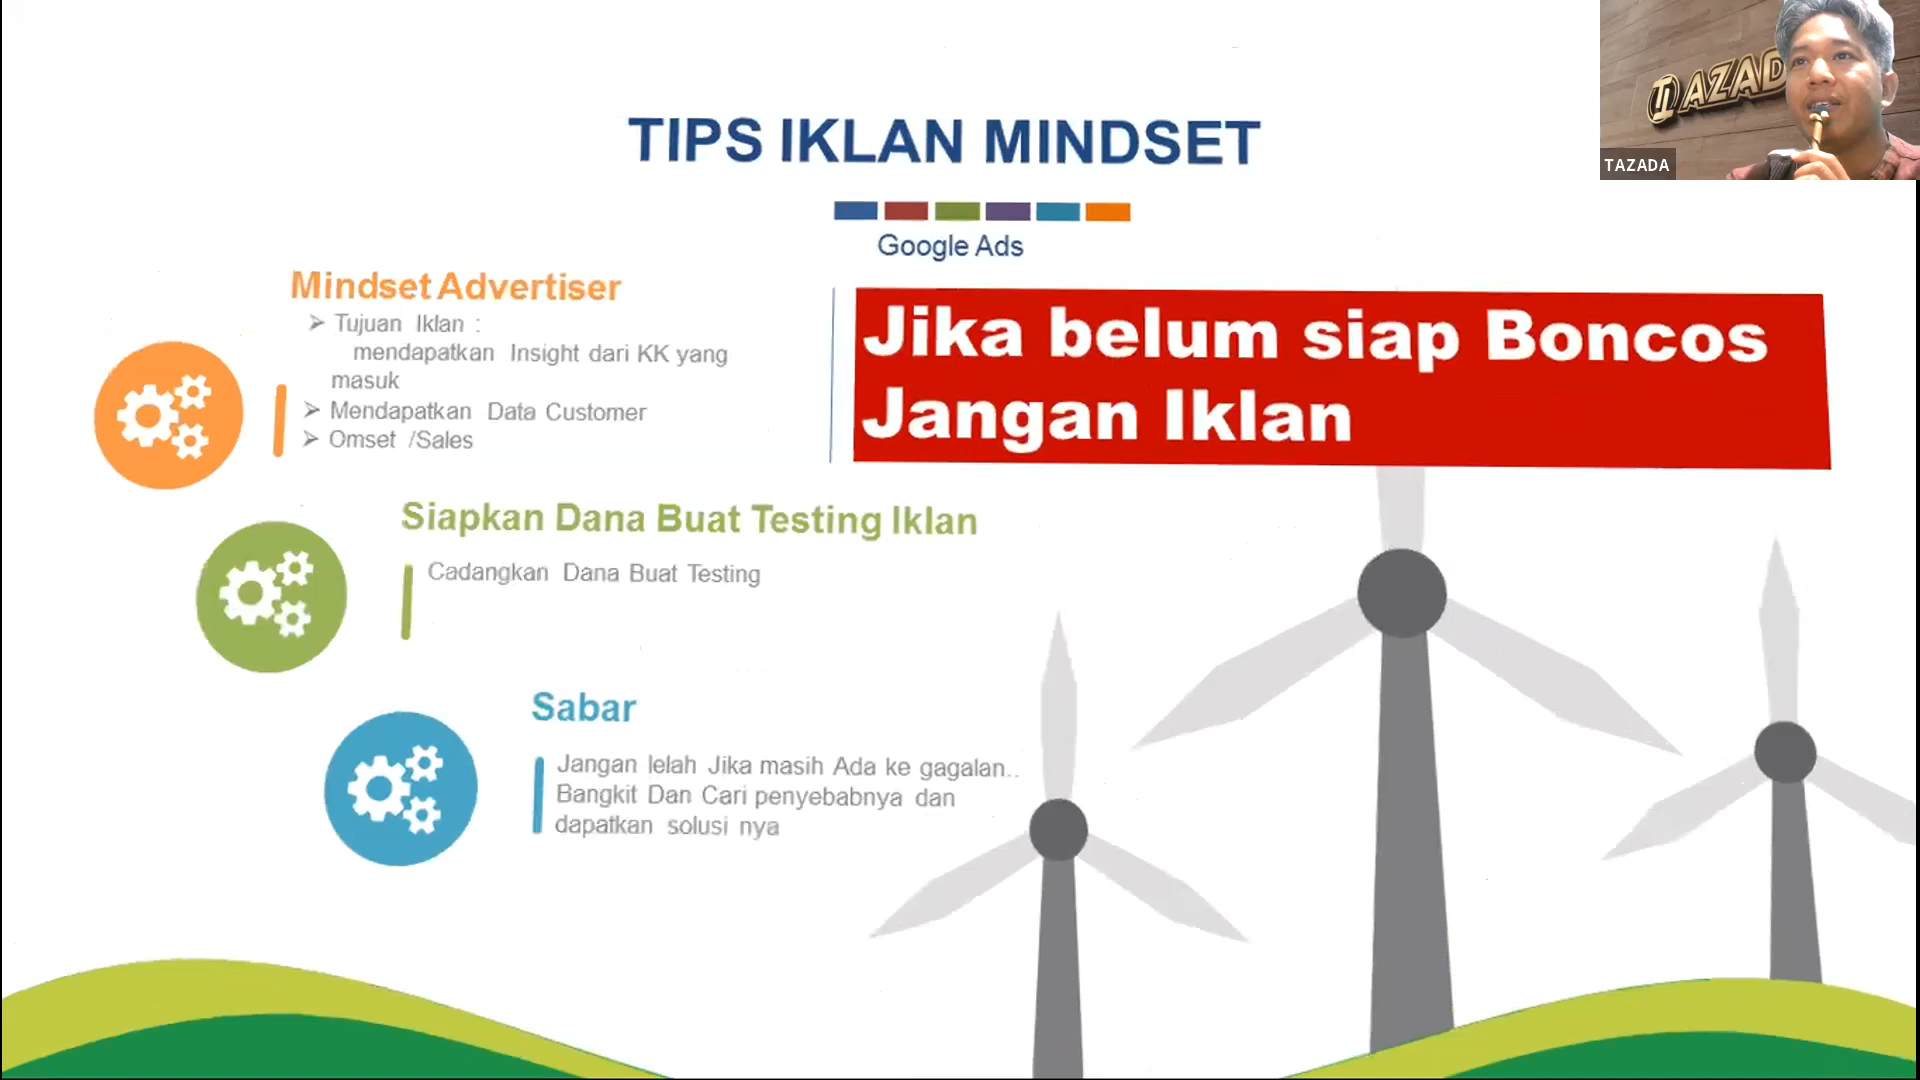 TIPS IKLAN MINDSET
Google Ads
Mindset Advertiser
➢ Tujuan Iklan :
mendapatkan Insight dari KK yang
masuk
➢ Mendapatkan Data Customer
➢ Omset /Sales
Jika belum siap Boncos
Jangan Iklan
Siapkan Dana Buat Testing Iklan
Cadangkan Dana Buat Testing
Sabar
Jangan lelah Jika masih Ada ke gagalan..
Bangkit Dan Cari penyebabnya dan
dapatkan solusi nya
AZAD
TAZADA